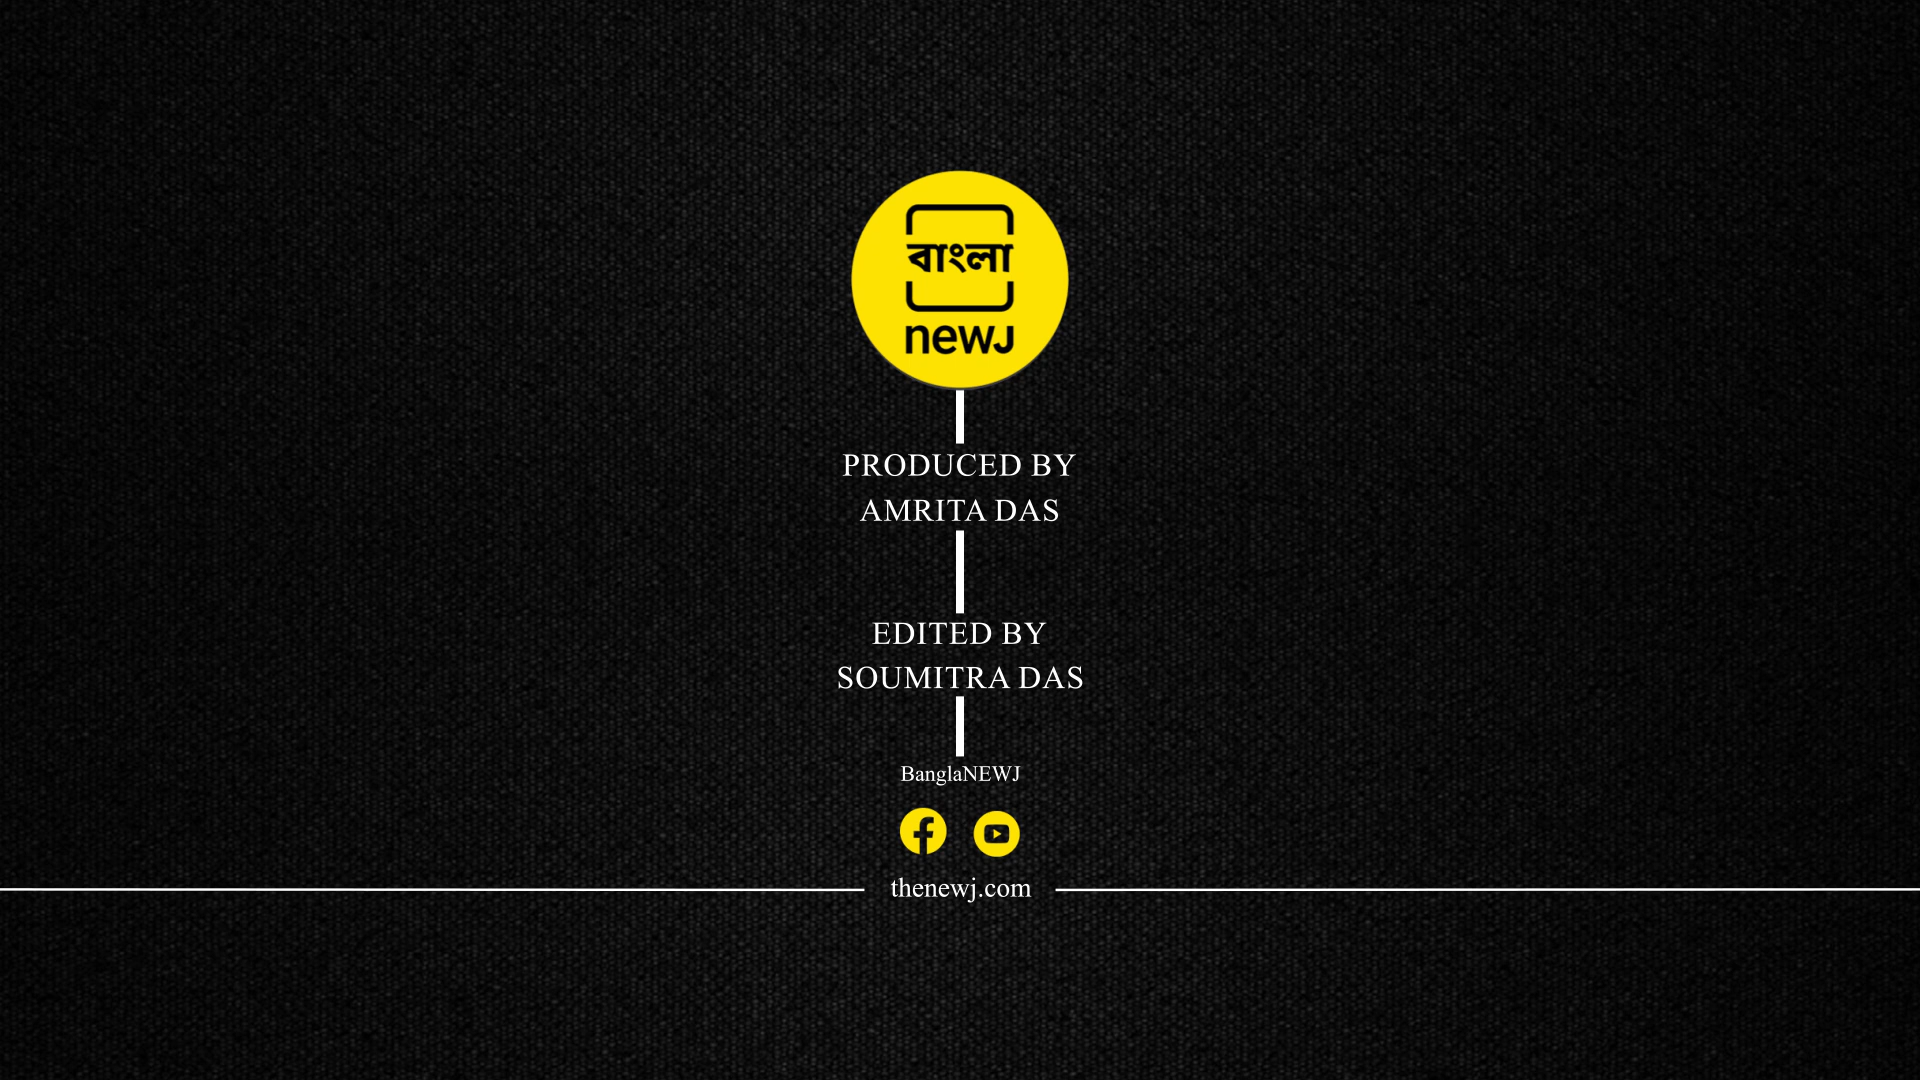 বাংলা
newJ
PRODUCED BY
AMRITA DAS
EDITED BY
SOUMITRA DAS
BanglaNEWJ
thenewj.com